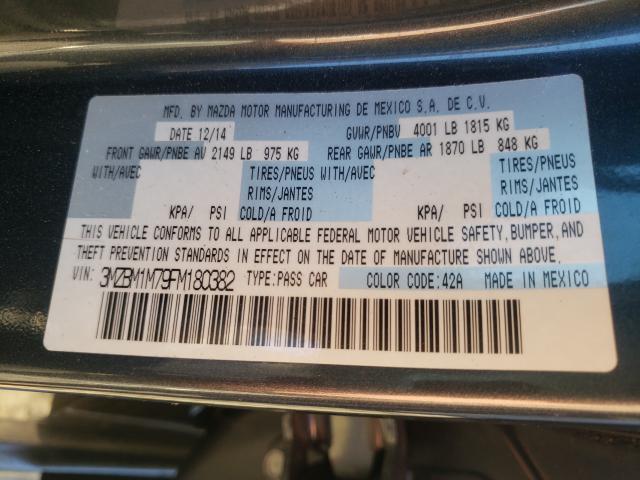 MFD. BY MAZDA MOTOR MANUFACTURING DE MEXICO S.A. DE C.V.
DATE 12/14 GVWR/PNBV 4001 LB 1815 KG
FRONT GAWR/PNBE AV 2149 LB 975 KG REAR GAWR/PNBE AR 1870 LB 848 KG
WITH/AVEC TIRES/PNEUS WITH/AVEC TIRES/PNEUS
RIMS/JANTES RIMS/JANTES
KPA/ PSI COLD/A FROID KPA/ PSI COLD/A FROID
THIS VEHICLE CONFORMS TO ALL APPLICABLE FEDERAL MOTOR VEHICLE SAFETY, BUMPER, AND
THEFT PREVENTION STANDARDS IN EFFECT ON THE DATE OF MANUFACTURE SHOWN ABOVE.
VIN: 3MZBM1M79FM180382 TYPE:PASS CAR COLOR CODE:42A MADE IN MEXICO